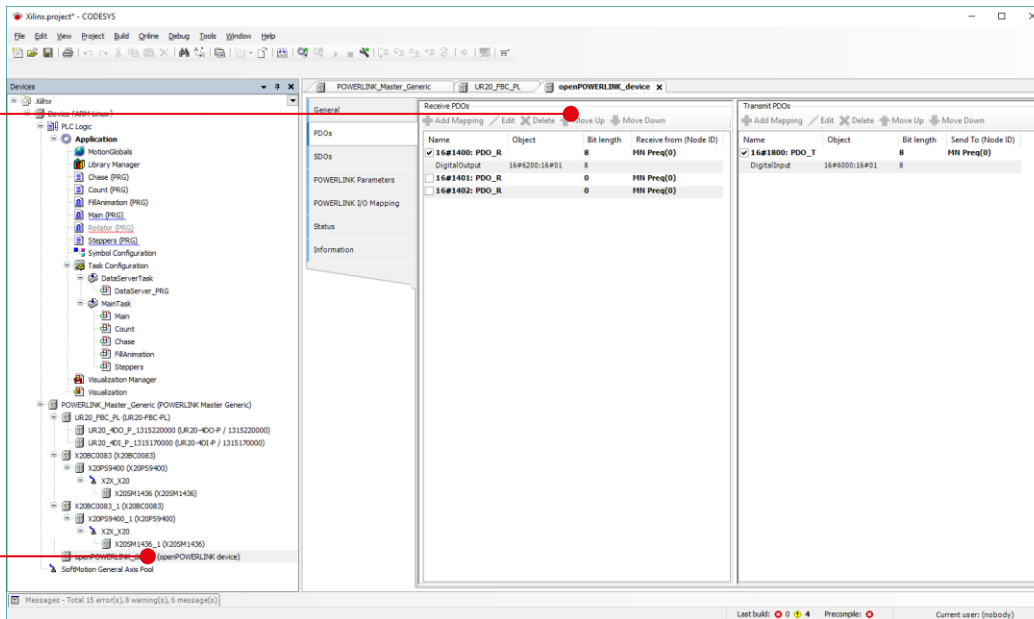 Xilinx.project* - CODESYS
File Edit View Project Build Online Debug Tools Window Help
Devices
Xilinx
Device (ARM Linux)
PLC Logic
Application
MotionGlobals
Library Manager
Chase (PRG)
Count (PRG)
FillAnimation (PRG)
Main (PRG)
Rotator (PRG)
Steppers (PRG)
Symbol Configuration
Task Configuration
DataServerTask
DataServer_PRG
MainTask
Main
Count
Chase
FillAnimation
Steppers
Visualization Manager
Visualization
POWERLINK_Master_Generic (POWERLINK Master Generic)
UR20_FBC_PL (UR20-FBC-PL)
UR20_4DO_P_1315220000 (UR20-4DO-P / 1315220000)
UR20_4DI_P_1315170000 (UR20-4DI-P / 1315170000)
X20BC0083 (X20BC0083)
X20PS9400 (X20PS9400)
X2X_X20
X20SM1436 (X20SM1436)
X20BC0083_1 (X20BC0083)
X20PS9400_1 (X20PS9400)
X2X_X20
X20SM1436_1 (X20SM1436)
(openPOWERLINK device)
SoftMotion General Axis Pool
POWERLINK_Master_Generic UR20_FBC_PL openPOWERLINK_device
General
PDOs
SDOs
POWERLINK Parameters
POWERLINK I/O Mapping
Status
Information
Receive PDOs
Add Mapping Edit Delete Move Up Move Down
Name Object Bit length Receive from (Node ID)
16#1400: PDO_R 8 MN Preq(0)
DigitalOutput 16#6200:16#01 8
16#1401: PDO_R 0 MN Preq(0)
16#1402: PDO_R 0 MN Preq(0)
Transmit PDOs
Add Mapping Edit Delete Move Up Move Down
Name Object Bit length Send To (Node ID)
16#1800: PDO_T 8 MN Preq(0)
DigitalInput 16#6000:16#01 8
Messages - Total 15 error(s), 8 warning(s), 6 message(s)
Last build: 0 4 Precompile: Current user: (nobody)